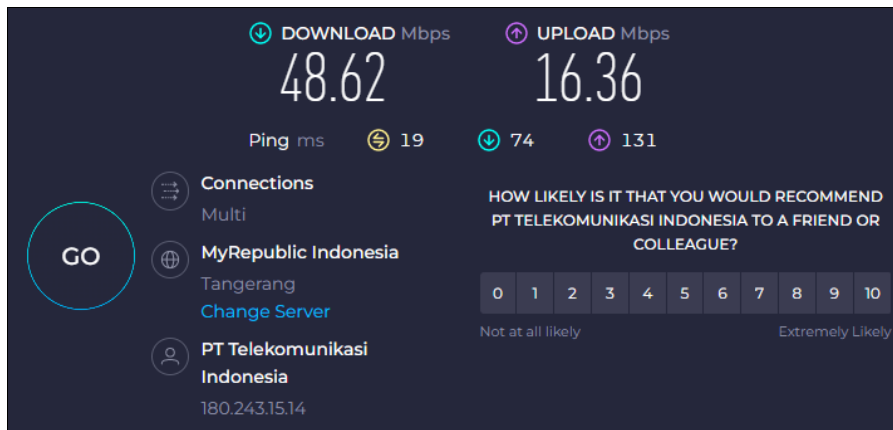 DOWNLOAD Mbps
48.62
UPLOAD Mbps
16.36
Ping ms 19 74 131
GO
Connections
Multi
MyRepublic Indonesia
Tangerang
Change Server
PT Telekomunikasi
Indonesia
180.243.15.14
HOW LIKELY IS IT THAT YOU WOULD RECOMMEND
PT TELEKOMUNIKASI INDONESIA TO A FRIEND OR
COLLEAGUE?
0 1 2 3 4 5 6 7 8 9 10
Not at all likely
Extremely Likely